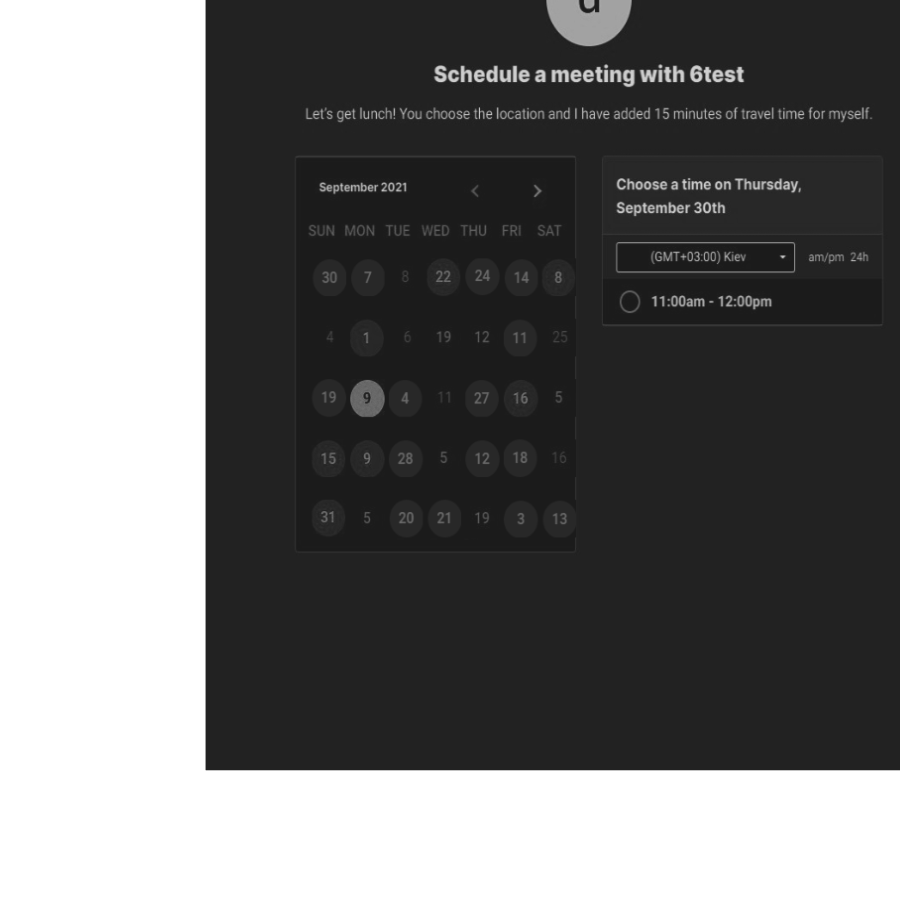 d
Schedule a meeting with 6test
Let's get lunch! You choose the location and I have added 15 minutes of travel time for myself.
September 2021
SUN MON TUE WED THU FRI SAT
30 7 8 22 24 14 8
4 1 6 19 12 11 25
19 9 4 11 27 16 5
15 9 28 5 12 18 16
31 5 20 21 19 3 13
Choose a time on Thursday,
September 30th
(GMT+03:00) Kiev am/pm 24h
11:00am - 12:00pm